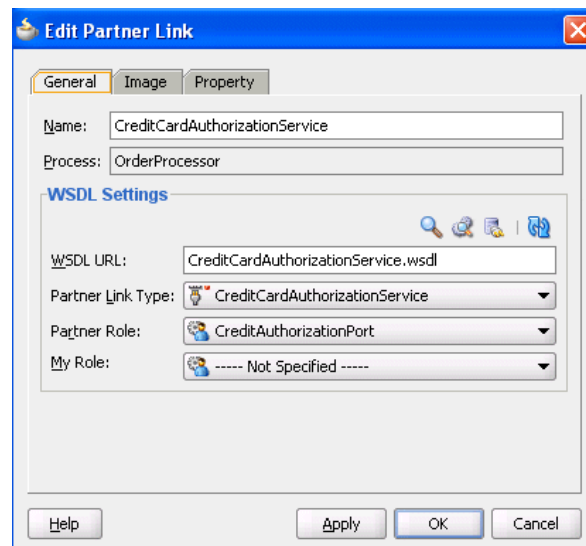 Edit Partner Link
General Image Property
Name: CreditCardAuthorizationService
Process: OrderProcessor
WSDL Settings
WSDL URL: CreditCardAuthorizationService.wsdl
Partner Link Type: CreditCardAuthorizationService
Partner Role: CreditAuthorizationPort
My Role: ----- Not Specified -----
Help Apply OK Cancel